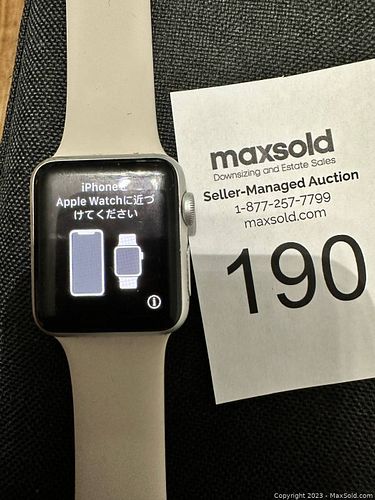 iPhoneを
Apple Watchに近づ
けてください
maxsold
Downsizing and Estate Sales
Seller-Managed Auction
1-877-257-7799
maxsold.com
190
Copyright 2023 - MaxSold.com